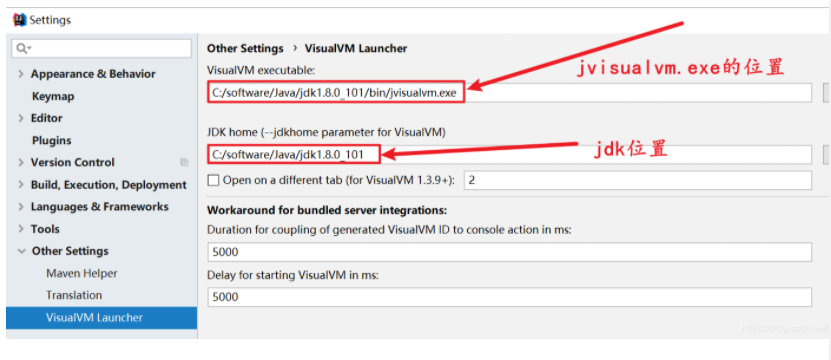 Settings
Other Settings › VisualVM Launcher
Appearance & Behavior
VisualVM executable:
jvisualvm.exe的位置
Keymap
C:/software/Java/jdk1.8.0_101/bin/jvisualvm.exe
Editor
Plugins
JDK home (--jdkhome parameter for VisualVM)
Version Control
C:/software/Java/jdk1.8.0_101
jdk位置
Build, Execution, Deployment
Open on a different tab (for VisualVM 1.3.9+): 2
Languages & Frameworks
Workaround for bundled server integrations:
Tools
Duration for coupling of generated VisualVM ID to console action in ms:
Other Settings
5000
Maven Helper
Delay for starting VisualVM in ms:
Translation
5000
VisualVM Launcher